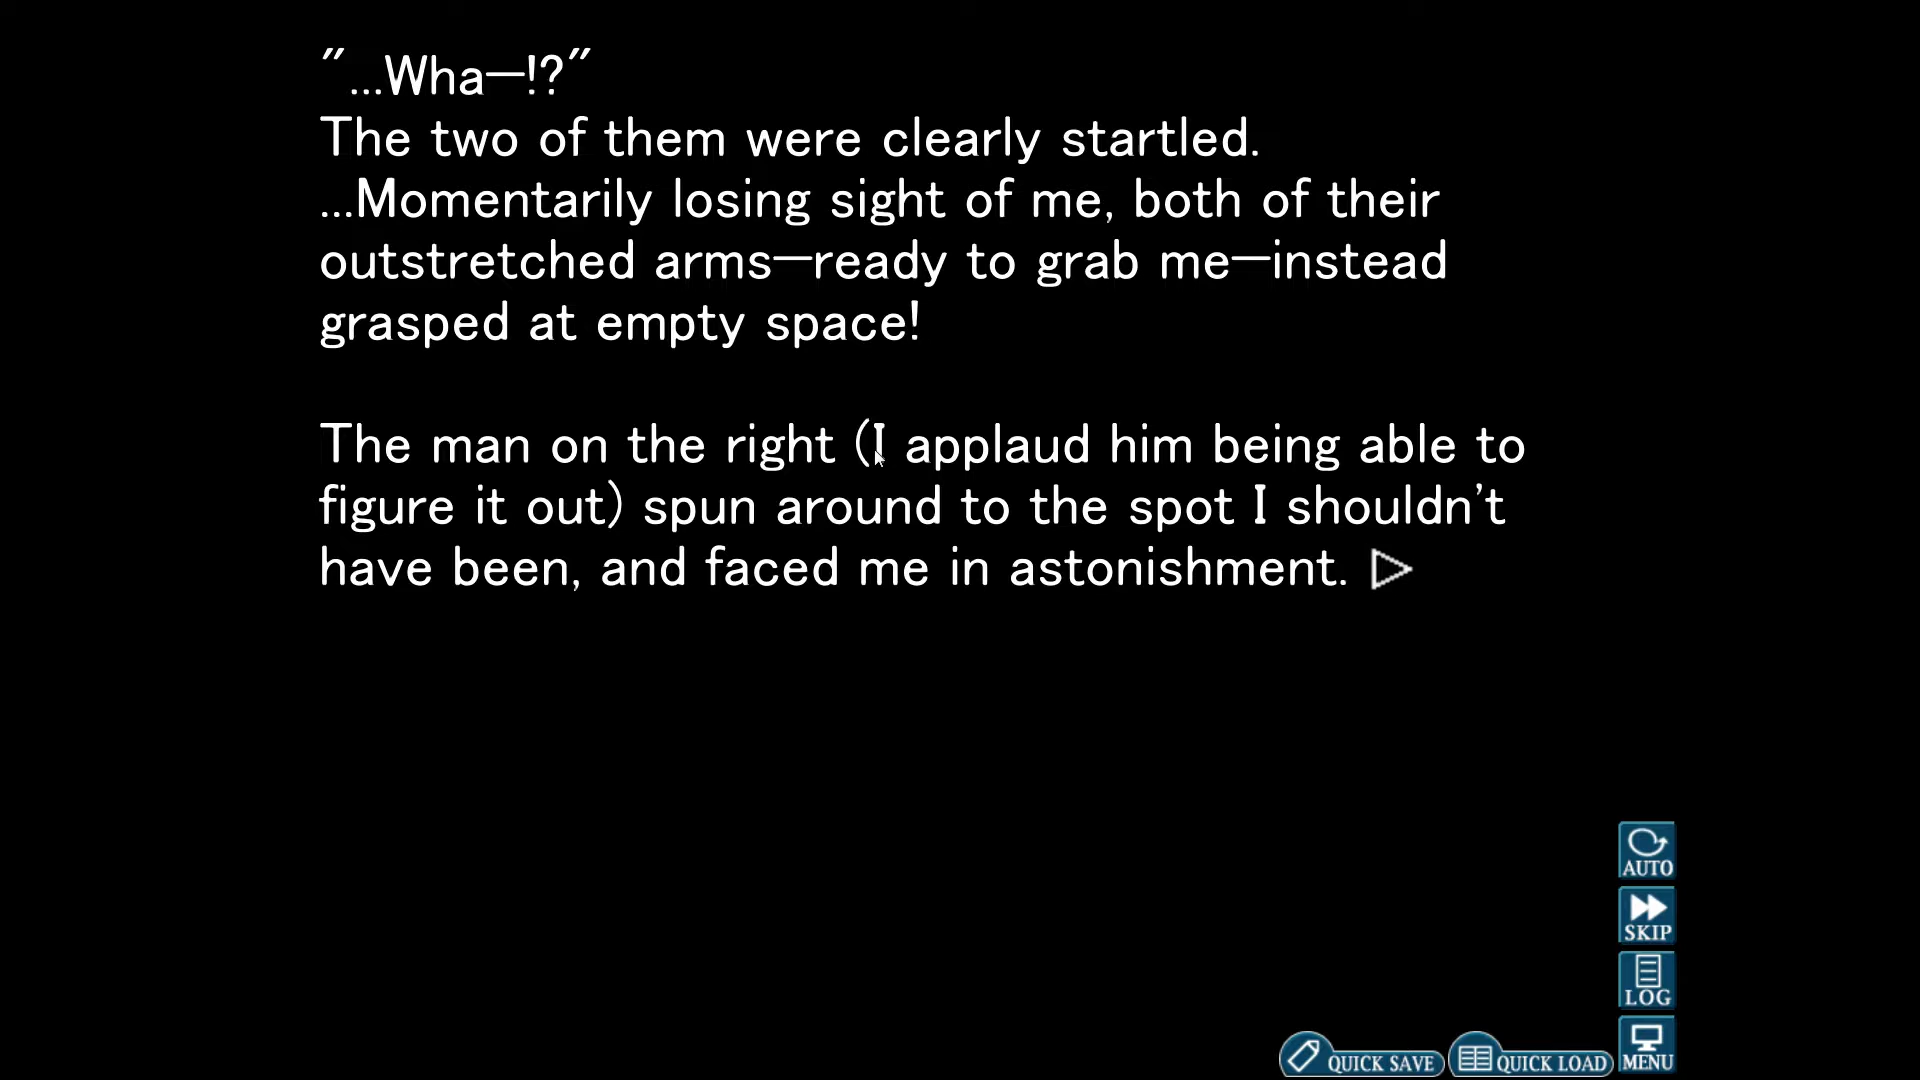 "...Wha—!?"
The two of them were clearly startled.
...Momentarily losing sight of me, both of their
outstretched arms—ready to grab me—instead
grasped at empty space!
The man on the right (I applaud him being able to
figure it out) spun around to the spot I shouldn't
have been, and faced me in astonishment.
AUTO
SKIP
LOG
MENU
QUICK SAVE
QUICK LOAD